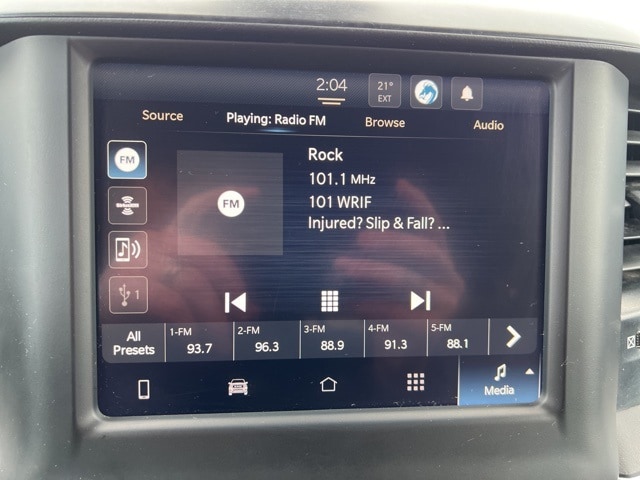 2:04
21°
EXT
Source Playing: Radio FM Browse Audio
FM
Rock
101.1 MHz
101 WRIF
Injured? Slip & Fall? ...
FM
1
All
Presets
1-FM
93.7
2-FM
96.3
3-FM
88.9
4-FM
91.3
5-FM
88.1
Media